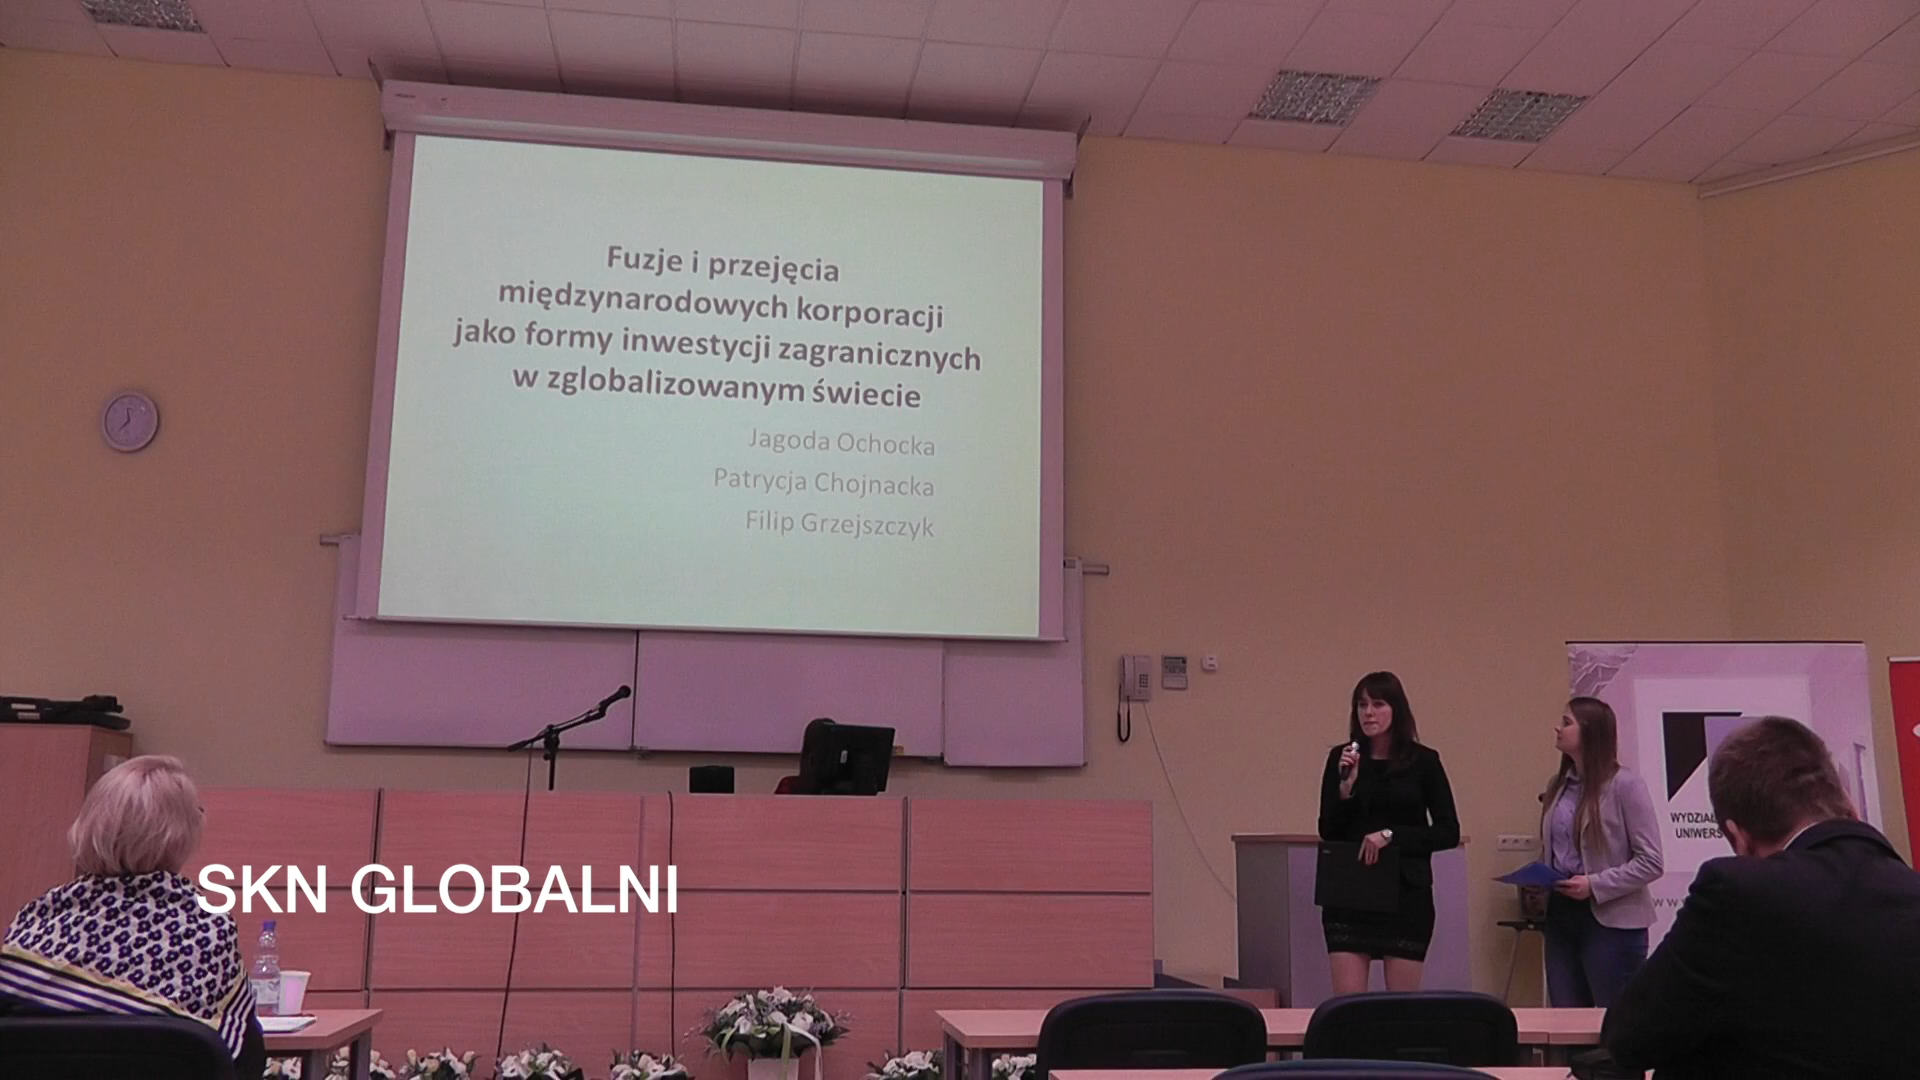 Fuzje i przejęcia
międzynarodowych korporacji
jako formy inwestycji zagranicznych
w zglobalizowanym świecie
Jagoda Ochocka
Patrycja Chojnacka
Filip Grzejszczyk
SKN GLOBALNI